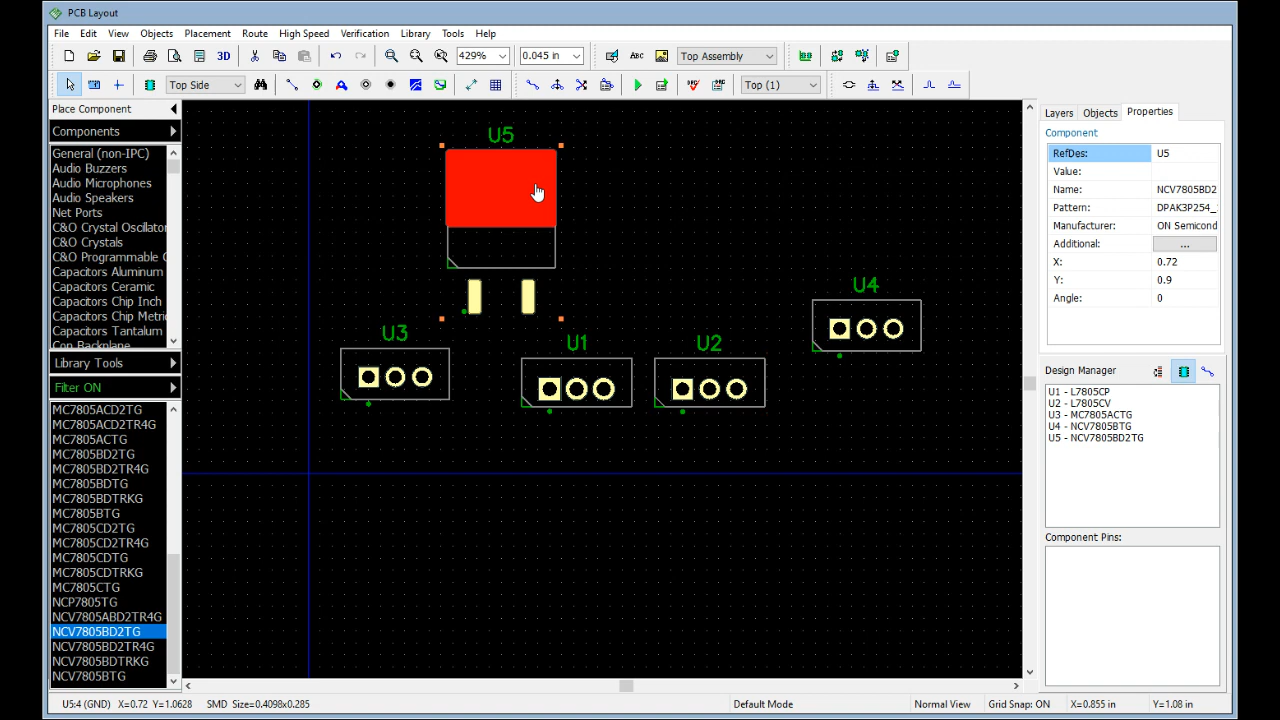 PCB Layout
File Edit View Objects Placement Route High Speed Verification Library Tools Help
3D 429% 0.045 in ABC Top Assembly
Top Side Top (1)
Place Component
Components
General (non-IPC)
Audio Buzzers
Audio Microphones
Audio Speakers
Net Ports
C&O Crystal Oscillator
C&O Crystals
C&O Programmable
Capacitors Aluminum
Capacitors Ceramic
Capacitors Chip Inch
Capacitors Chip Metric
Capacitors Tantalum
Con Backplane
Library Tools
Filter ON
MC7805ACD2TG
MC7805ACD2TR4G
MC7805ACTG
MC7805BD2TG
MC7805BD2TR4G
MC7805BDTG
MC7805BDTRKG
MC7805BTG
MC7805CD2TG
MC7805CD2TR4G
MC7805CDTG
MC7805CDTRKG
MC7805CTG
NCP7805TG
NCV7805ABD2TR4G
NCV7805BD2TG
NCV7805BD2TR4G
NCV7805BDTRKG
NCV7805BTG
U5
U4
U3
U1
U2
Layers Objects Properties
Component
RefDes: U5
Value:
Name: NCV7805BD2
Pattern: DPAK3P254_
Manufacturer: ON Semicond
Additional: ...
X: 0.72
Y: 0.9
Angle: 0
Design Manager
U1 - L7805CP
U2 - L7805CV
U3 - MC7805ACTG
U4 - NCV7805BTG
U5 - NCV7805BD2TG
Component Pins:
U5:4 (GND) X=0.72 Y=1.0628 SMD Size=0.4098x0.285 Default Mode Normal View Grid Snap: ON X=0.855 in Y=1.08 in